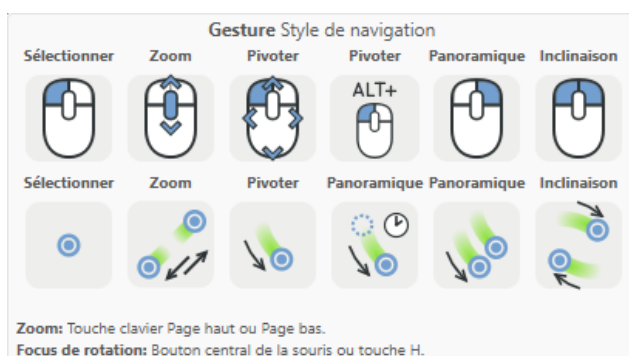 Gesture Style de navigation
Sélectionner Zoom Pivoter Pivoter Panoramique Inclinaison
ALT+
Sélectionner Zoom Pivoter Panoramique Panoramique Inclinaison
Zoom: Touche clavier Page haut ou Page bas.
Focus de rotation: Bouton central de la souris ou touche H.